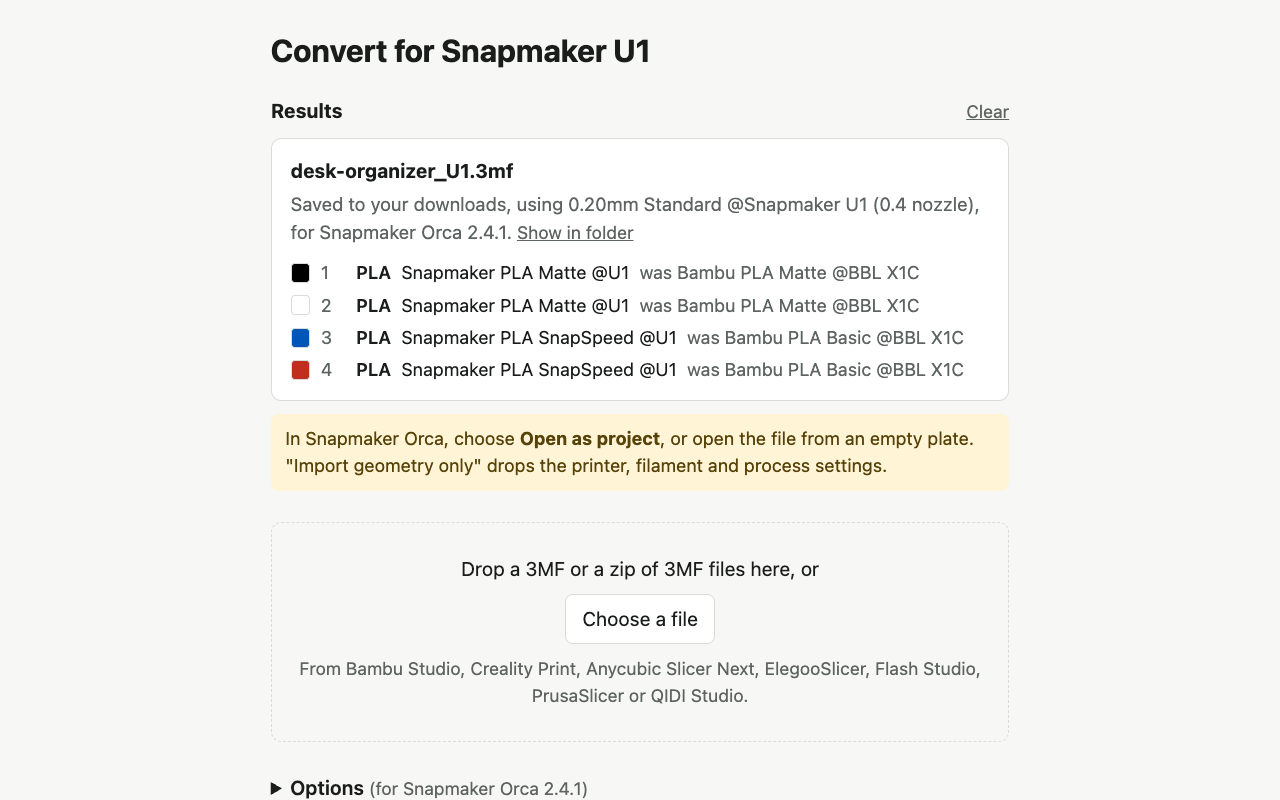 Convert for Snapmaker U1
Results
Clear
desk-organizer_U1.3mf
Saved to your downloads, using 0.20mm Standard @Snapmaker U1 (0.4 nozzle),
for Snapmaker Orca 2.4.1. Show in folder
1 PLA Snapmaker PLA Matte @U1 was Bambu PLA Matte @BBL X1C
2 PLA Snapmaker PLA Matte @U1 was Bambu PLA Matte @BBL X1C
3 PLA Snapmaker PLA SnapSpeed @U1 was Bambu PLA Basic @BBL X1C
4 PLA Snapmaker PLA SnapSpeed @U1 was Bambu PLA Basic @BBL X1C
In Snapmaker Orca, choose Open as project, or open the file from an empty plate.
"Import geometry only" drops the printer, filament and process settings.
Drop a 3MF or a zip of 3MF files here, or
Choose a file
From Bambu Studio, Creality Print, Anycubic Slicer Next, ElegooSlicer, Flash Studio,
PrusaSlicer or QIDI Studio.
Options (for Snapmaker Orca 2.4.1)